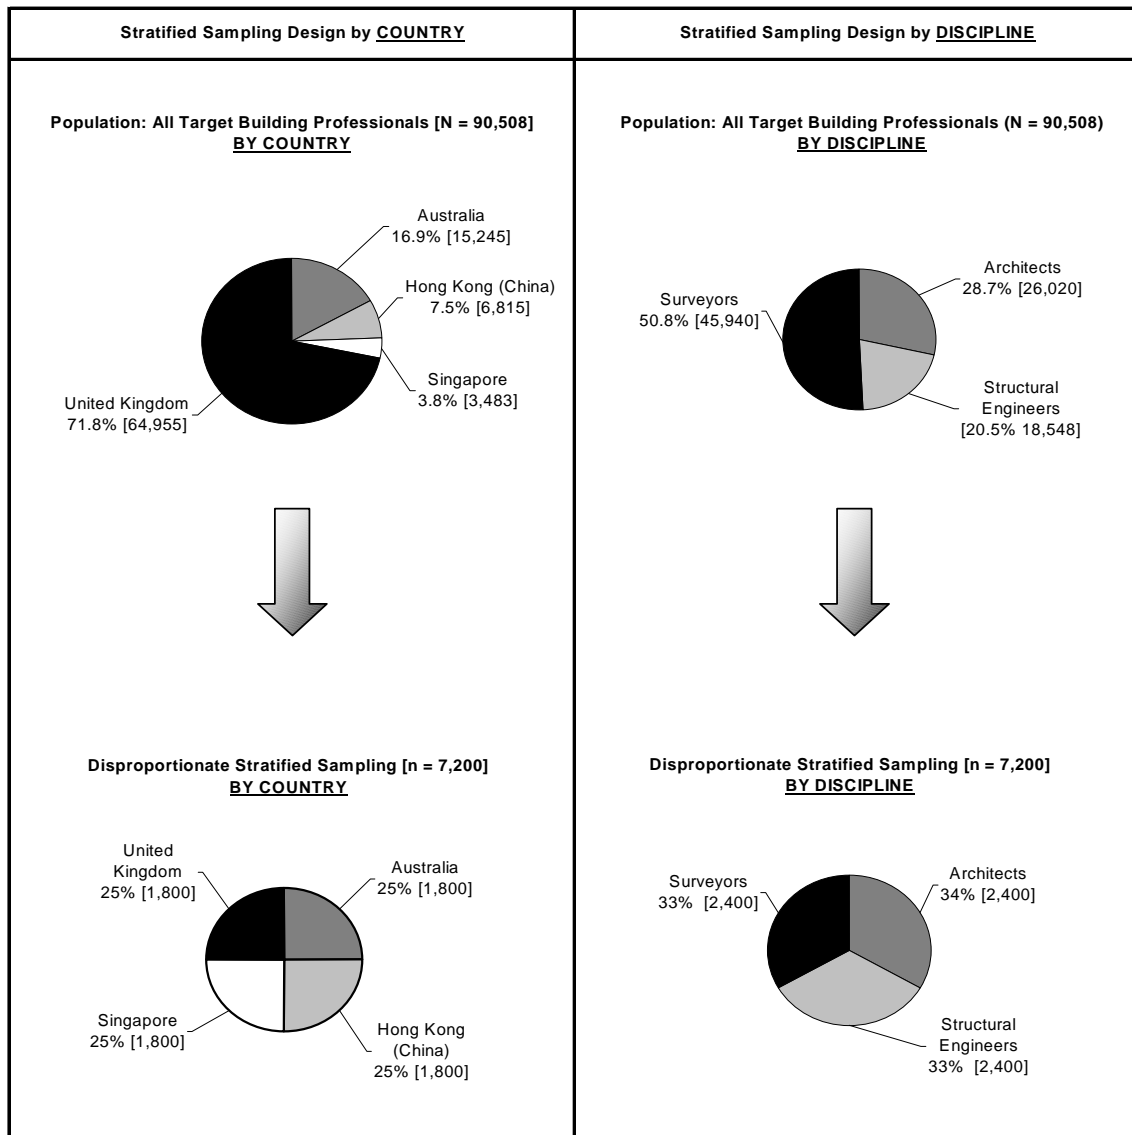 Stratified Sampling Design by COUNTRY
Population: All Target Building Professionals [N = 90,508]
BY COUNTRY
Australia
16.9% [15,245]
Hong Kong (China)
7.5% [6,815]
Singapore
3.8% [3,483]
United Kingdom
71.8% [64,955]
Disproportionate Stratified Sampling [n = 7,200]
BY COUNTRY
United
Kingdom
25% [1,800]
Australia
25% [1,800]
Singapore
25% [1,800]
Hong Kong
(China)
25% [1,800]
Stratified Sampling Design by DISCIPLINE
Population: All Target Building Professionals (N = 90,508)
BY DISCIPLINE
Architects
28.7% [26,020]
Surveyors
50.8% [45,940]
Structural
Engineers
[20.5% 18,548]
Disproportionate Stratified Sampling [n = 7,200]
BY DISCIPLINE
Surveyors
33% [2,400]
Architects
34% [2,400]
Structural
Engineers
33% [2,400]